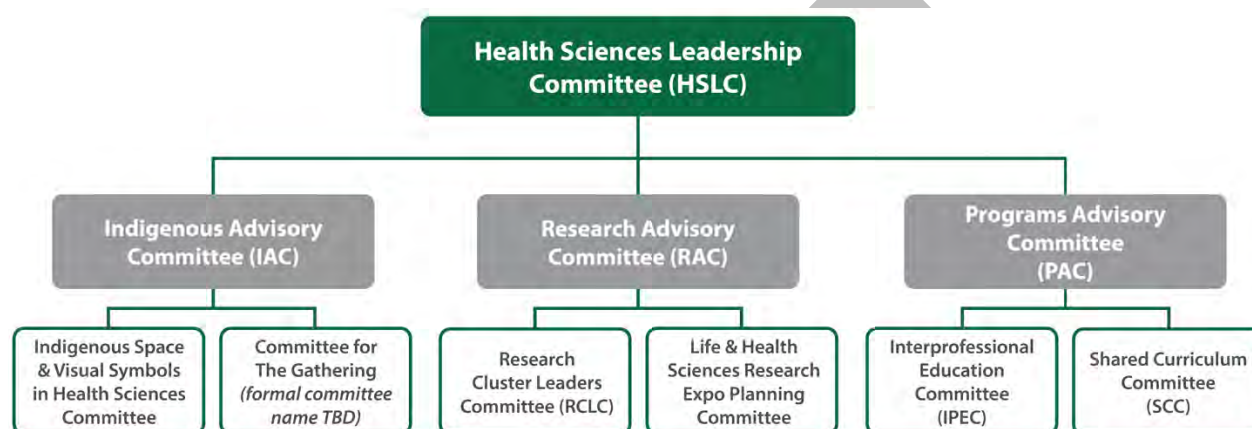 Health Sciences Leadership
Committee (HSLC)
Indigenous Advisory
Committee (IAC)
Research Advisory
Committee (RAC)
Programs Advisory
Committee
(PAC)
Indigenous Space
& Visual Symbols
in Health Sciences
Committee
Committee for
The Gathering
(formal committee
name TBD)
Research
Cluster Leaders
Committee (RCLC)
Life & Health
Sciences Research
Expo Planning
Committee
Interprofessional
Education
Committee
(IPEC)
Shared Curriculum
Committee
(SCC)